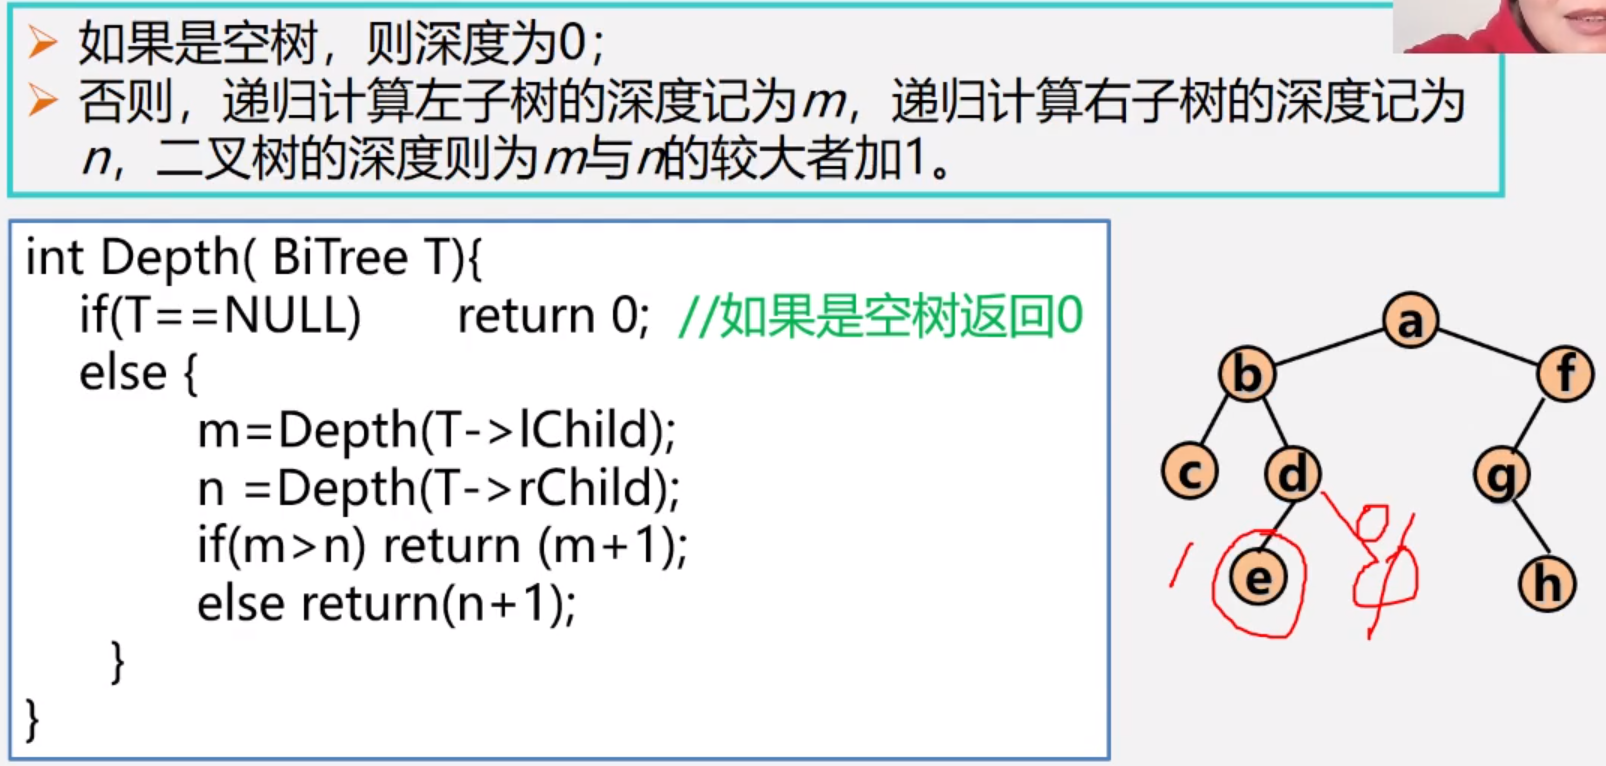 如果是空树，则深度为0；
否则，递归计算左子树的深度记为m，递归计算右子树的深度记为
n，二叉树的深度则为m与n的较大者加1。
int Depth( BiTree T){
if(T==NULL) return 0; //如果是空树返回0
else {
m=Depth(T->lChild);
n =Depth(T->rChild);
if(m>n) return (m+1);
else return(n+1);
}
}
a
b f
c d g
e h
1 0